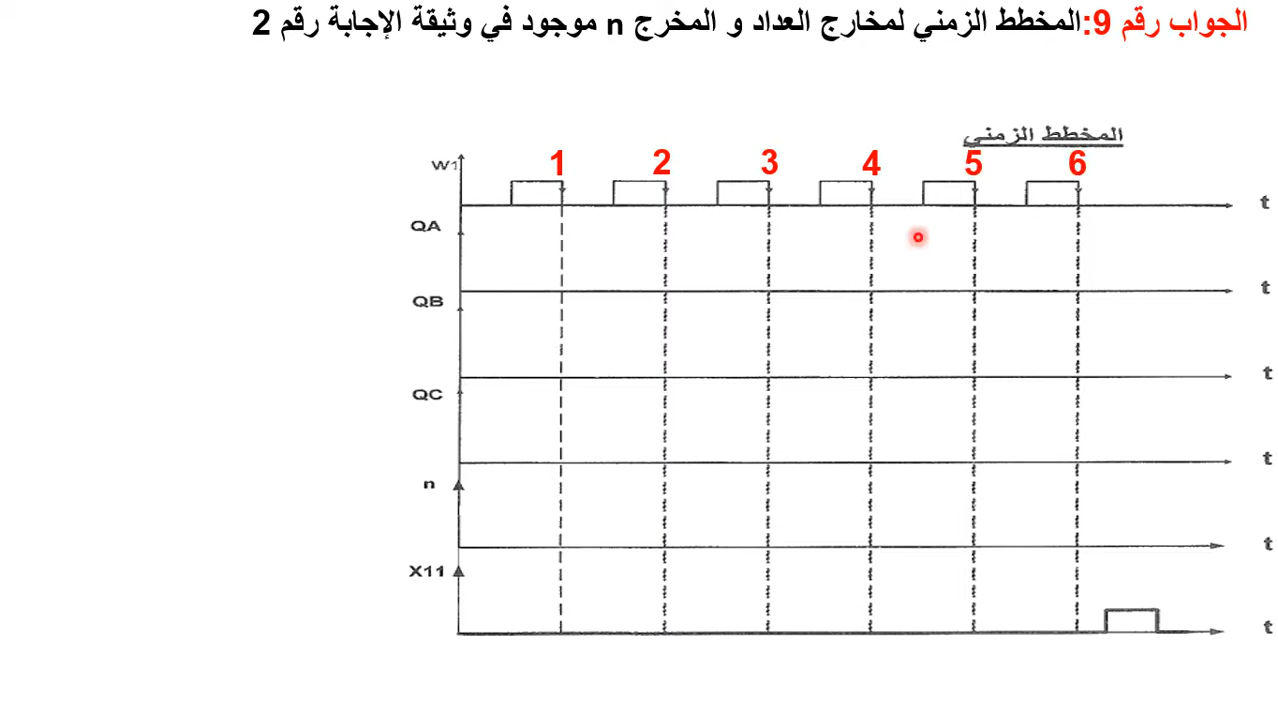 الجواب رقم 9:المخطط الزمني لمخارج العداد و المخرج n موجود في وثيقة الإجابة رقم 2
المخطط الزمني
W1 1 2 3 4 5 6
t
QA
t
QB
t
QC
t
n
t
X11
t